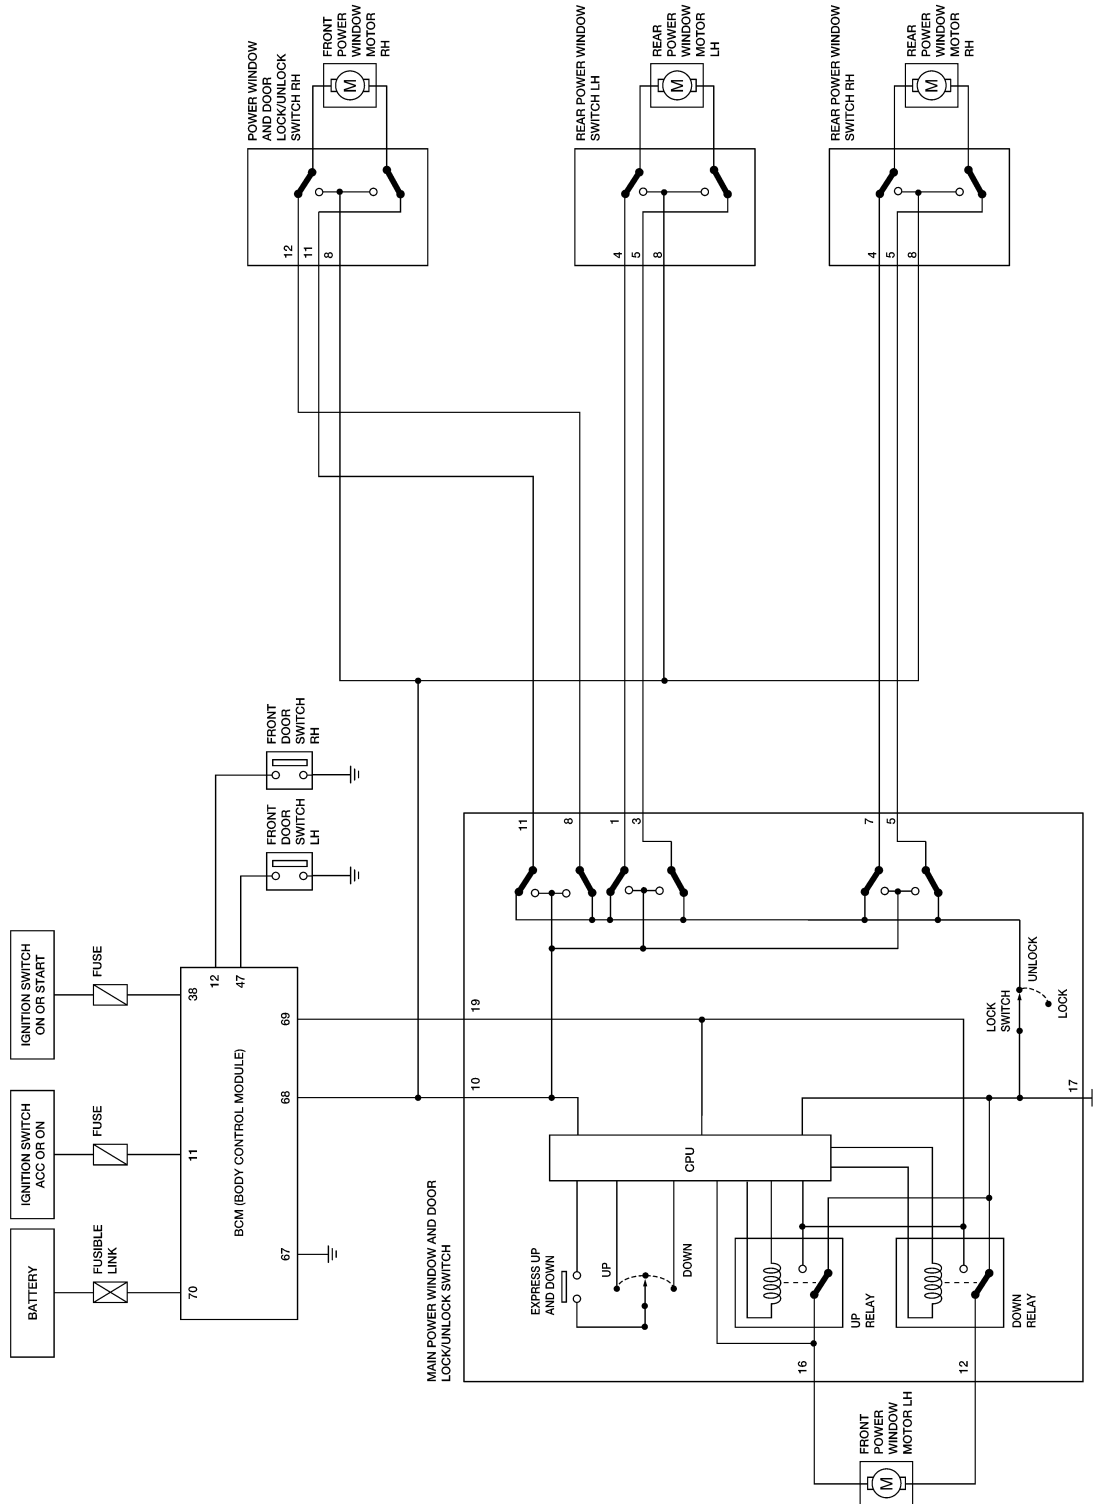 BATTERY
FUSIBLE
LINK
IGNITION SWITCH
ACC OR ON
FUSE
IGNITION SWITCH
ON OR START
FUSE
70
11
38
12
47
BCM (BODY CONTROL MODULE)
67
68
69
FRONT
DOOR
SWITCH
LH
FRONT
DOOR
SWITCH
RH
POWER WINDOW
AND DOOR
LOCK/UNLOCK
SWITCH RH
FRONT
POWER
WINDOW
MOTOR
RH
12
11
8
MAIN POWER WINDOW AND DOOR
LOCK/UNLOCK SWITCH
10
19
11
8
1
3
7
5
EXPRESS UP
AND DOWN
UP
DOWN
CPU
UP
RELAY
DOWN
RELAY
LOCK
SWITCH
UNLOCK
LOCK
16
12
17
FRONT
POWER
WINDOW
MOTOR LH
REAR POWER WINDOW
SWITCH LH
REAR
POWER
WINDOW
MOTOR
LH
4
5
8
REAR POWER WINDOW
SWITCH RH
REAR
POWER
WINDOW
MOTOR
RH
4
5
8
M
M
M
M